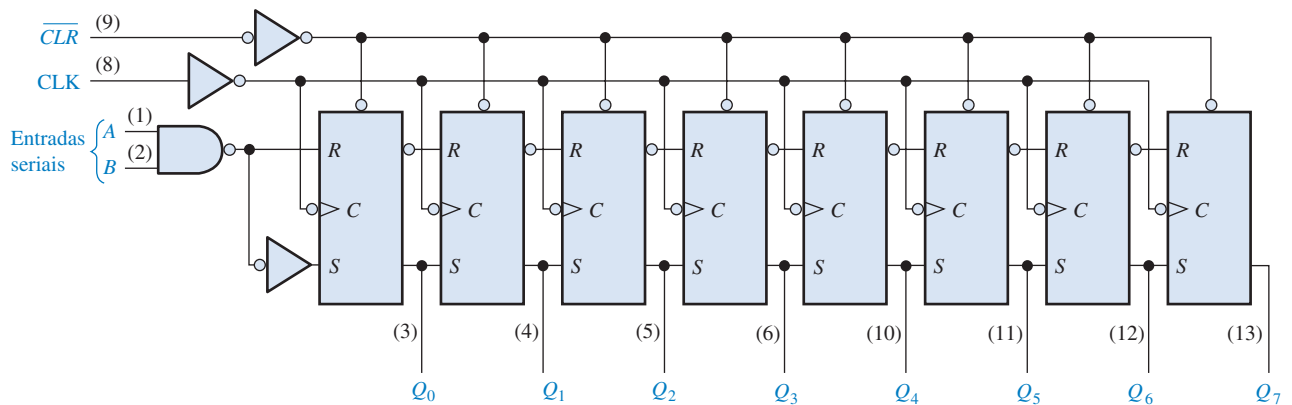 (9)
CLR
(8)
CLK
(1)
A
Entradas
seriais
(2)
B
R R R R R R R R
C C C C C C C C
S S S S S S S S
(3) (4) (5) (6) (10) (11) (12) (13)
Q0 Q1 Q2 Q3 Q4 Q5 Q6 Q7